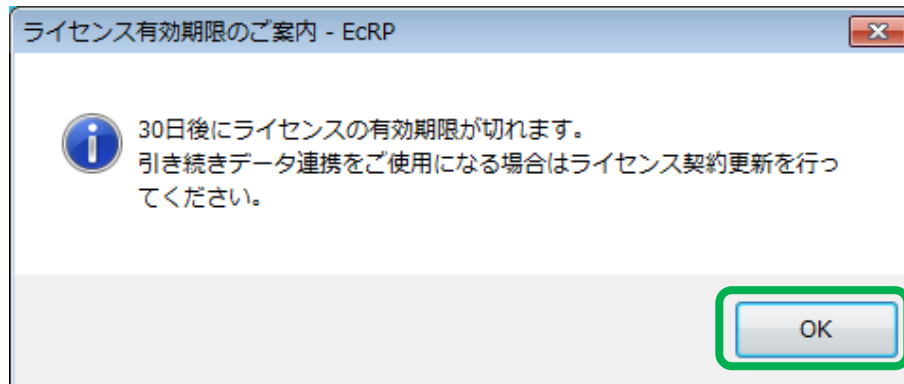 ライセンス有効期限のご案内 - EcRP
30日後にライセンスの有効期限が切れます。
引き続きデータ連携をご使用になる場合はライセンス契約更新を行っ
てください。
OK